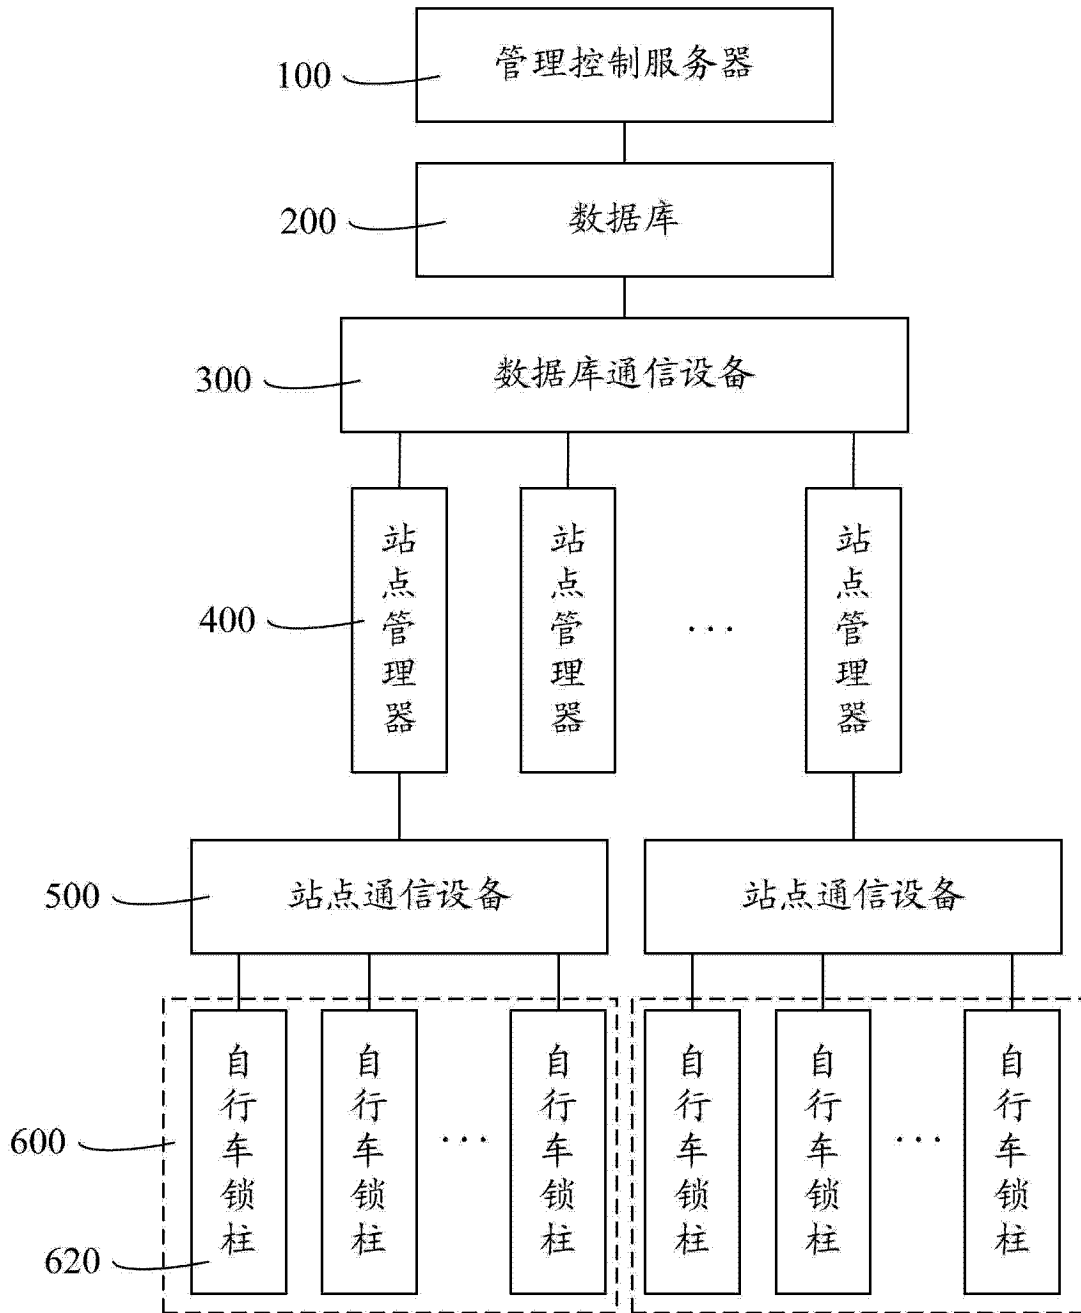 100 管理控制服务器
200 数据库
300 数据库通信设备
400 站点管理器 站点管理器 ... 站点管理器
500 站点通信设备 站点通信设备
600 自行车锁柱 自行车锁柱 ... 自行车锁柱 自行车锁柱 自行车锁柱 ... 自行车锁柱
620